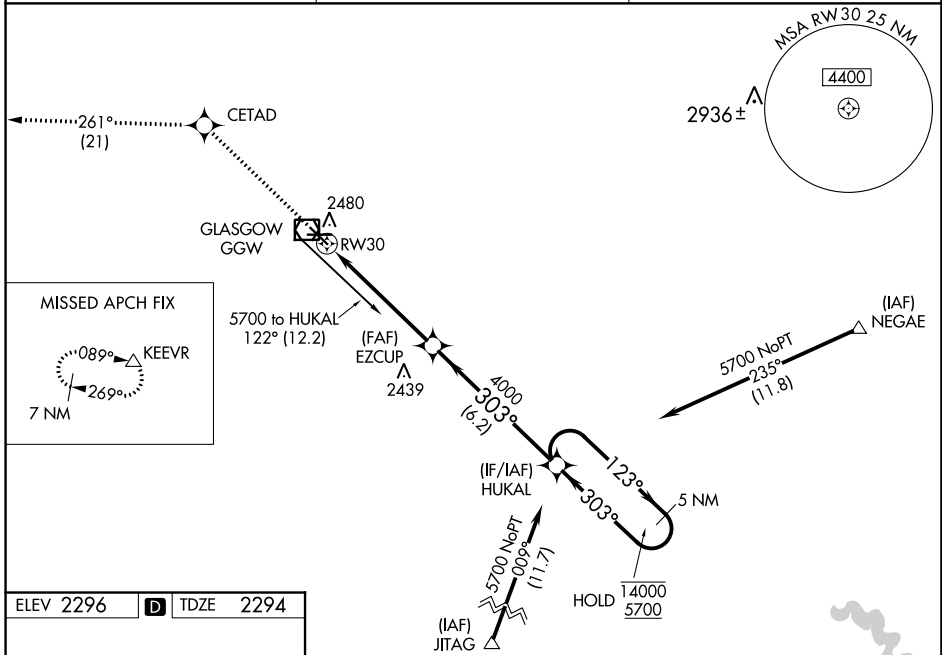 MSA RW30 25 NM
4400
2936±
261°
(21)
CETAD
2480
GLASGOW
GGW
RW30
MISSED APCH FIX
089°
KEEVR
269°
7 NM
5700 to HUKAL
122° (12.2)
(FAF)
EZCUP
2439
4000
303°
(6.2)
(IAF)
NEGAE
5700 NoPT
235°
(11.8)
(IF/IAF)
HUKAL
123°
303°
5 NM
HOLD
14000
5700
5700 NoPT
009°
(11.7)
(IAF)
JITAG
ELEV 2296 D TDZE 2294